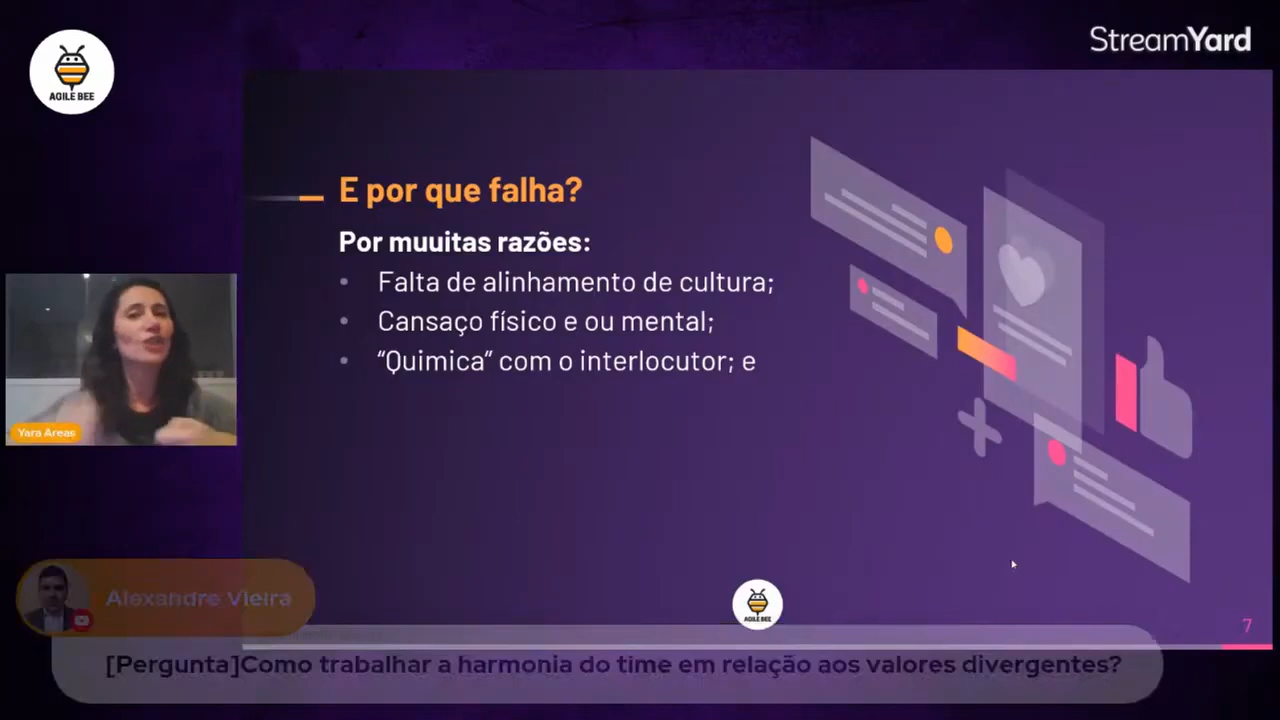 AGILE BEE
StreamYard
E por que falha?
Por muuitas razões:
• Falta de alinhamento de cultura;
• Cansaço físico e ou mental;
• “Quimica” com o interlocutor; e
Yara Areas
Alexandre Vieira
AGILE BEE
7
[Pergunta]Como trabalhar a harmonia do time em relação aos valores divergentes?